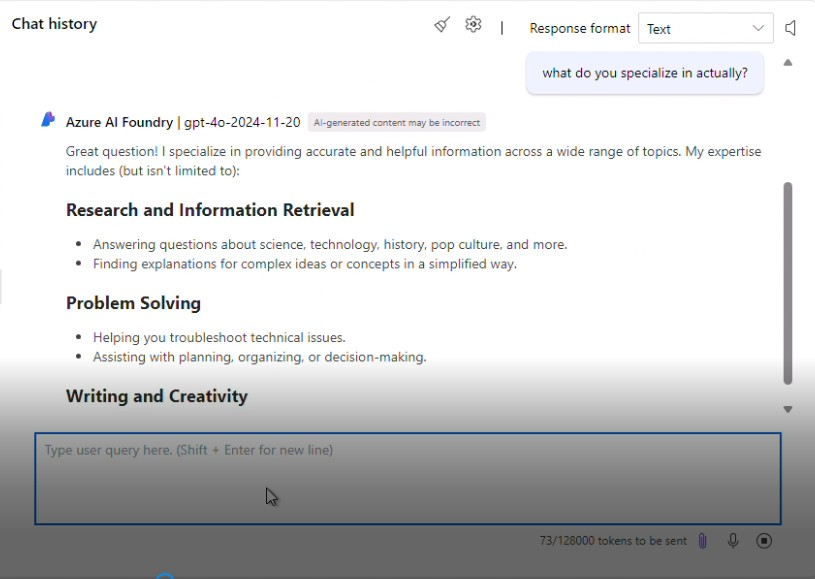 Chat history
Response format
Text
what do you specialize in actually?
Azure AI Foundry | gpt-4o-2024-11-20 AI-generated content may be incorrect
Great question! I specialize in providing accurate and helpful information across a wide range of topics. My expertise
includes (but isn't limited to):
Research and Information Retrieval
• Answering questions about science, technology, history, pop culture, and more.
• Finding explanations for complex ideas or concepts in a simplified way.
Problem Solving
• Helping you troubleshoot technical issues.
• Assisting with planning, organizing, or decision-making.
Writing and Creativity
Type user query here. (Shift + Enter for new line)
73/128000 tokens to be sent